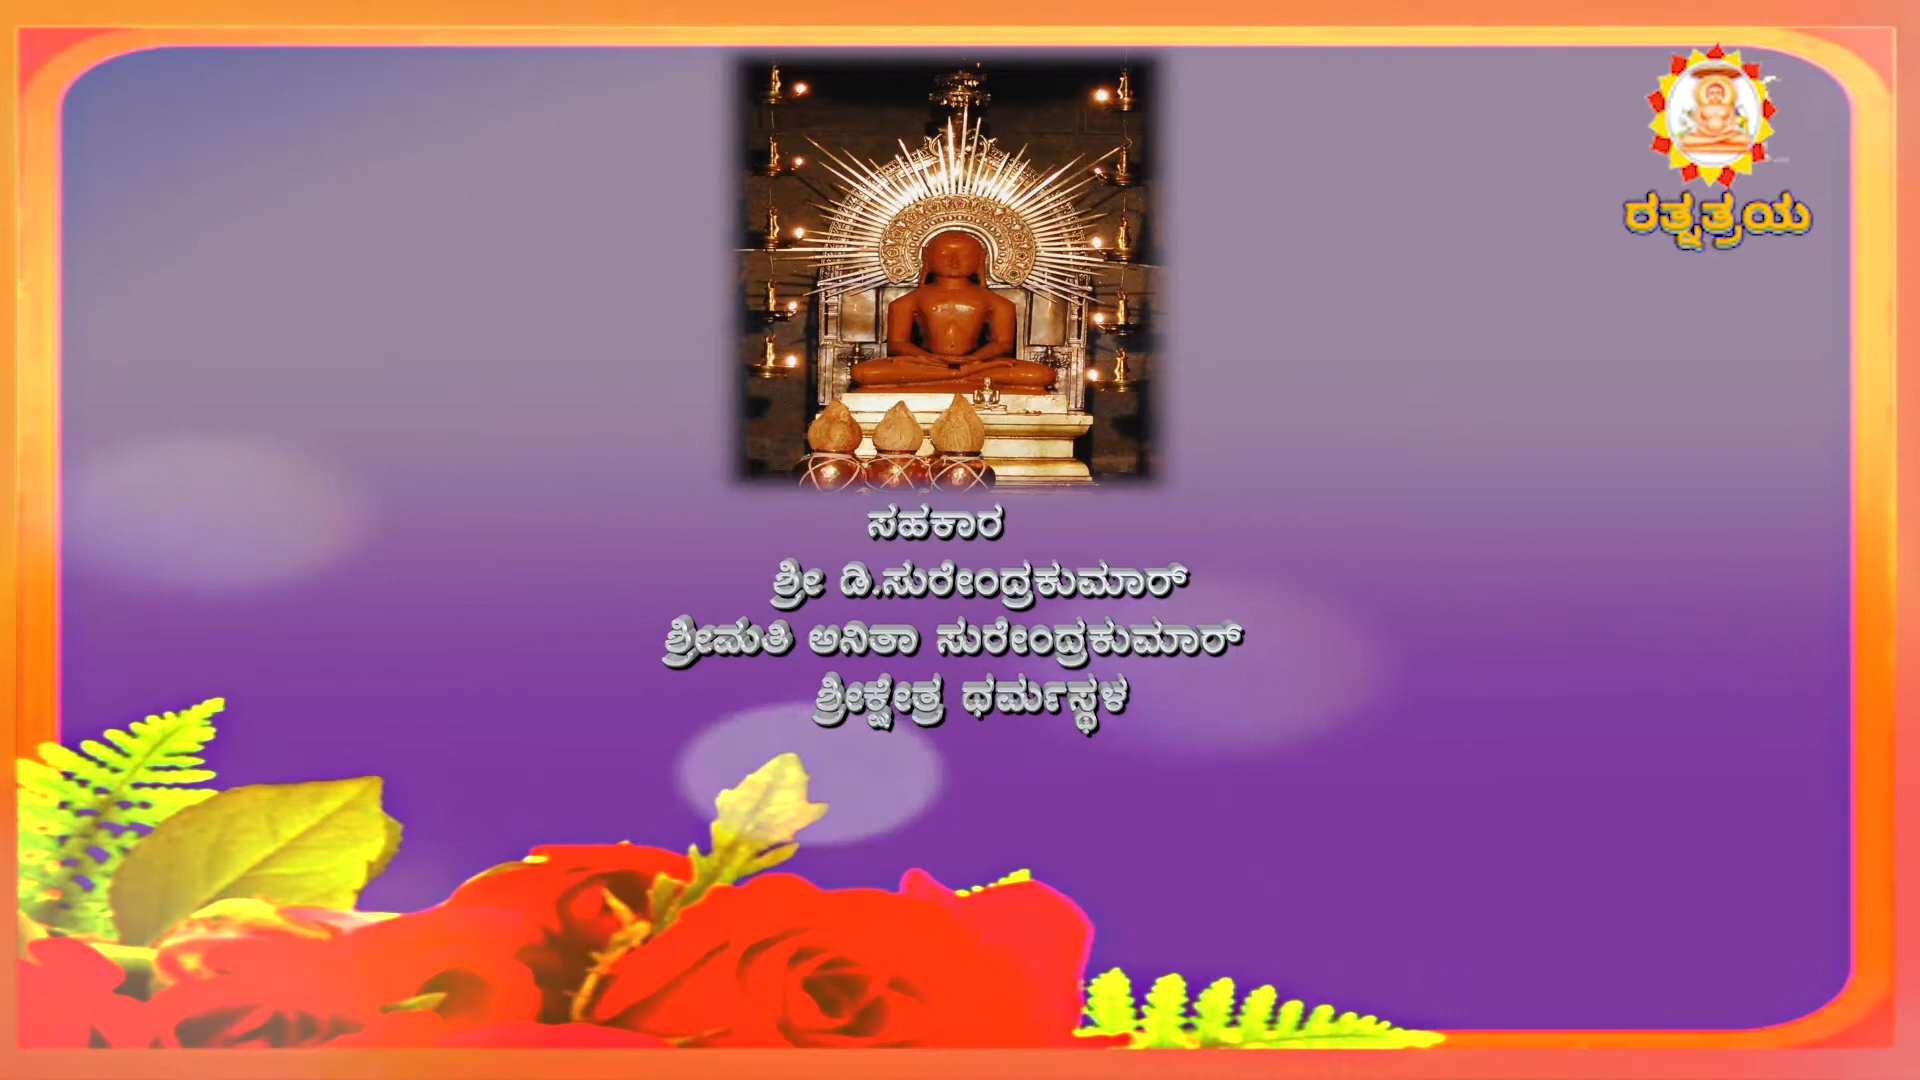 ರತ್ನತ್ರಯ
ಸಹಕಾರ
ಶ್ರೀ ಡಿ.ಸುರೇಂದ್ರಕುಮಾರ್
ಶ್ರೀಮತಿ ಅನಿತಾ ಸುರೇಂದ್ರಕುಮಾರ್
ಶ್ರೀಕ್ಷೇತ್ರ ಧರ್ಮಸ್ಥಳ